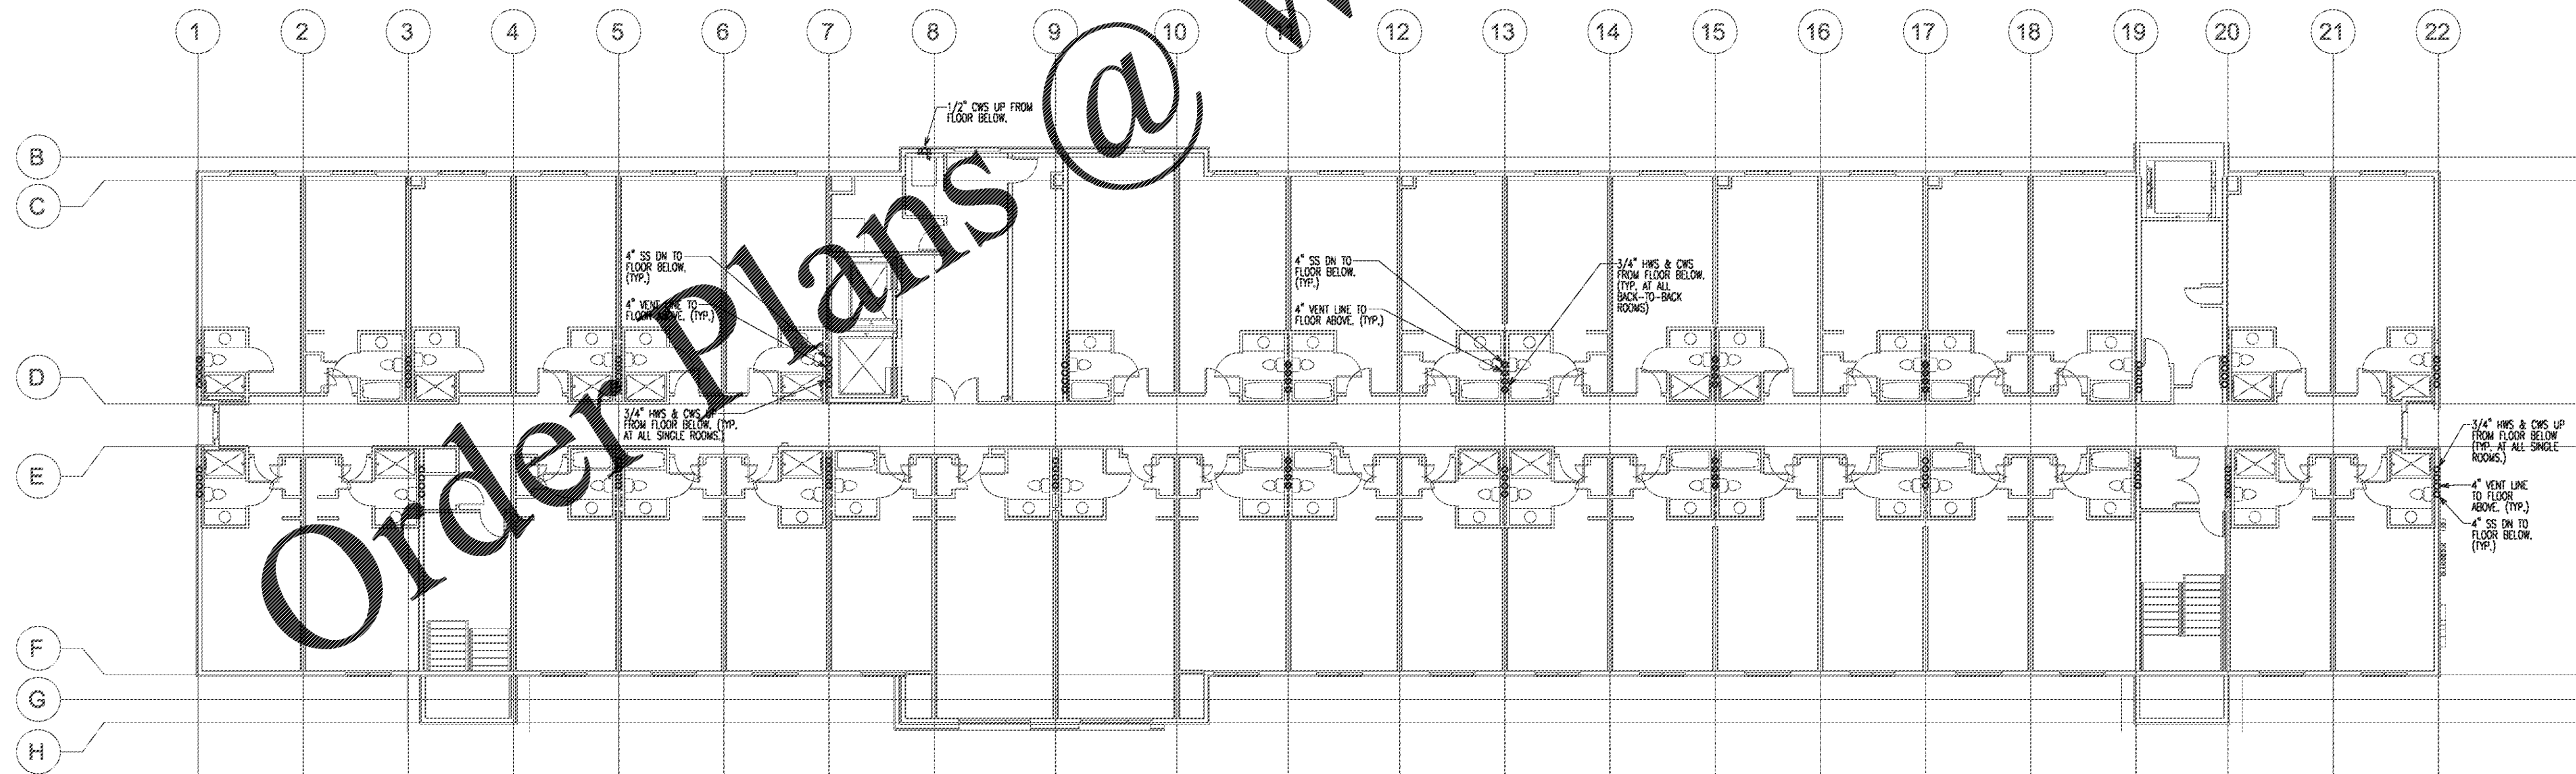 1 2 3 4 5 6 7 8 9 10 11 12 13 14 15 16 17 18 19 20 21 22
Order Plans @ W
B
C
D
E
F
G
H
1/2" CWS UP FROM
FLOOR BELOW.
4" SS DN TO
FLOOR BELOW.
(TYP.)
4" VENT LINE TO
FLOOR ABOVE. (TYP.)
3/4" HWS & CWS UP
FROM FLOOR BELOW. (TYP.
AT ALL SINGLE ROOMS.)
4" SS DN TO
FLOOR BELOW.
(TYP.)
4" VENT LINE TO
FLOOR ABOVE. (TYP.)
3/4" HWS & CWS
FROM FLOOR BELOW.
(TYP. AT ALL
BACK-TO-BACK
ROOMS)
3/4" HWS & CWS UP
FROM FLOOR BELOW
(TYP. AT ALL SINGLE
ROOMS.)
4" VENT LINE
TO FLOOR
ABOVE. (TYP.)
4" SS DN TO
FLOOR BELOW.
(TYP.)